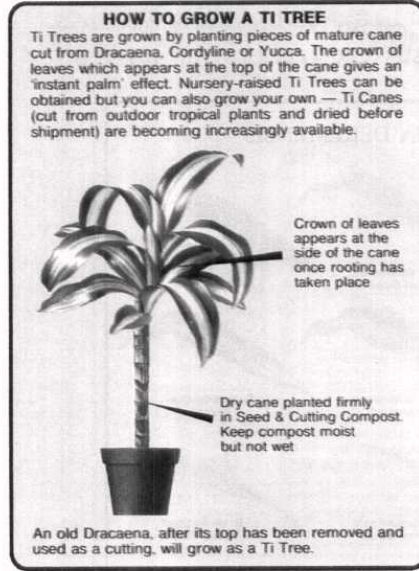 HOW TO GROW A TI TREE
Ti Trees are grown by planting pieces of mature cane
cut from Dracaena, Cordyline or Yucca. The crown of
leaves which appears at the top of the cane gives an
'instant palm' effect. Nursery-raised Ti Trees can be
obtained but you can also grow your own — Ti Canes
(cut from outdoor tropical plants and dried before
shipment) are becoming increasingly available.
Crown of leaves
appears at the
side of the cane
once rooting has
taken place
Dry cane planted firmly
in Seed & Cutting Compost.
Keep compost moist
but not wet
An old Dracaena, after its top has been removed and
used as a cutting, will grow as a Ti Tree.